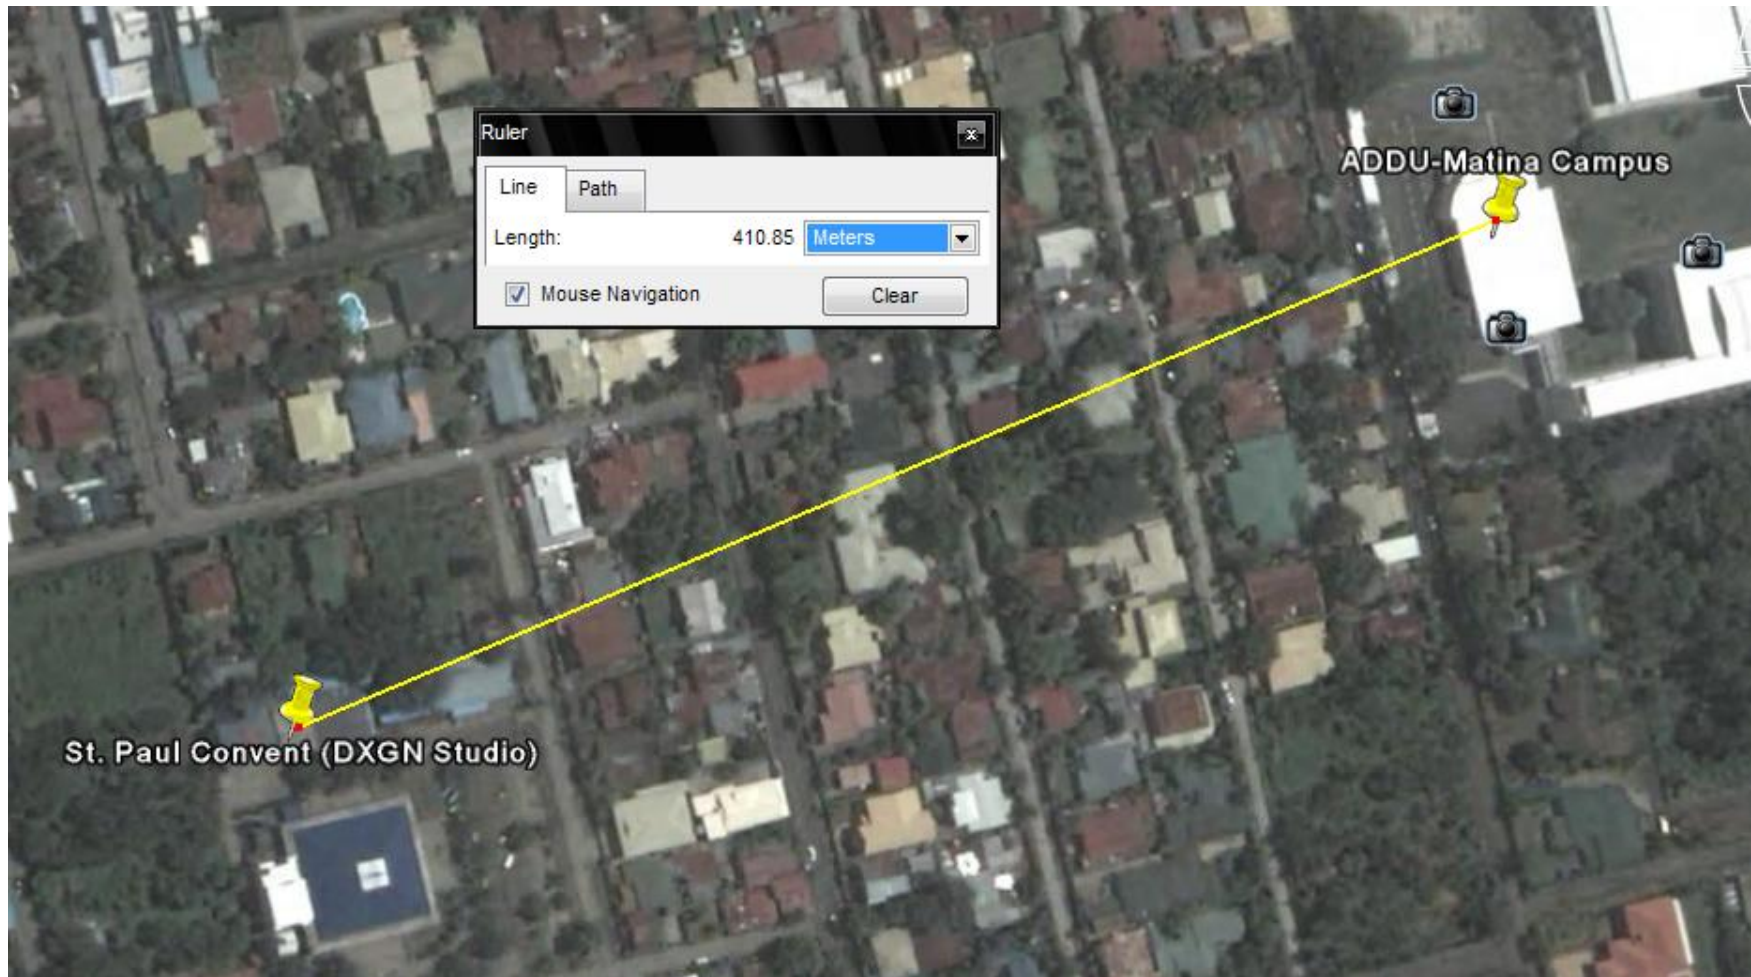 Ruler
x
Line
Path
Length:
410.85
Meters
Mouse Navigation
Clear
ADDU-Matina Campus
St. Paul Convent (DXGN Studio)